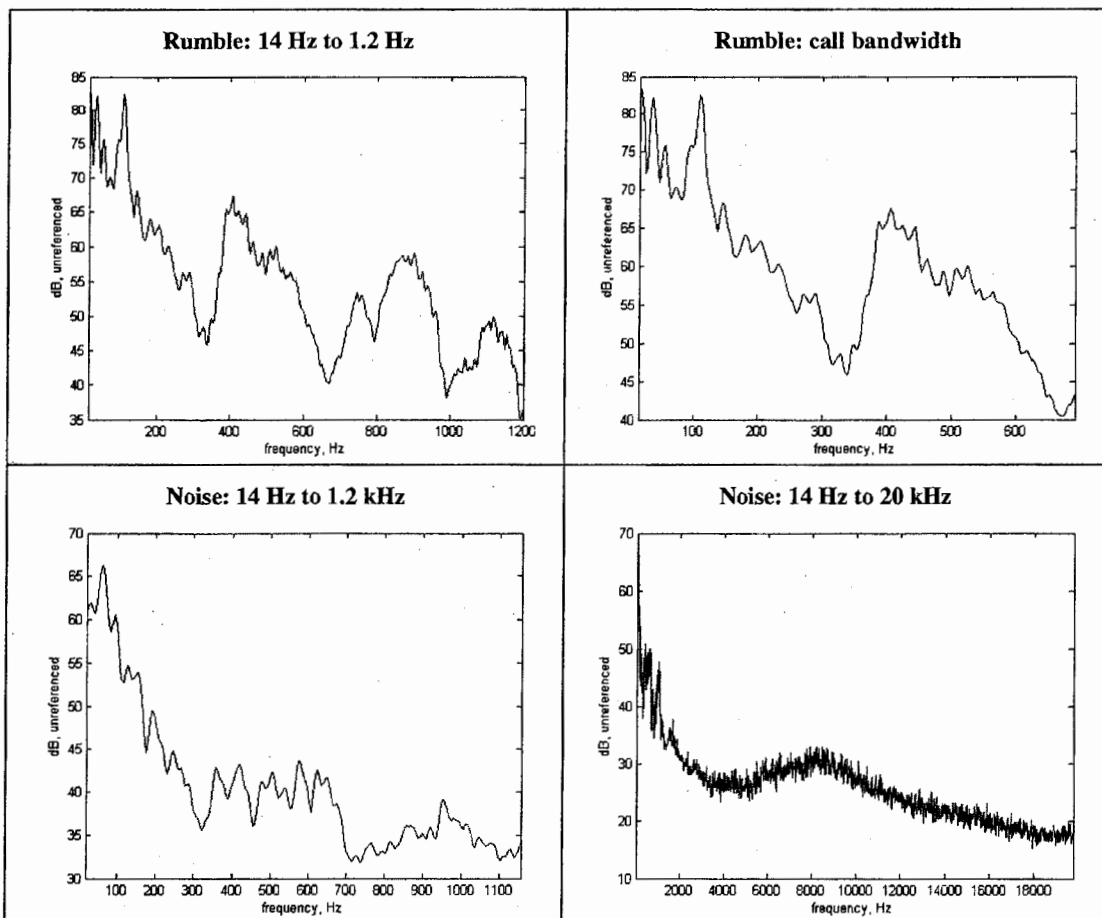 Rumble: 14 Hz to 1.2 Hz
85
80
75
70
65
60
55
50
45
40
35
dB, unreferenced
200 400 600 800 1000 1200
frequency, Hz
Rumble: call bandwidth
85
80
75
70
65
60
55
50
45
40
dB, unreferenced
100 200 300 400 500 600
frequency, Hz
Noise: 14 Hz to 1.2 kHz
70
65
60
55
50
45
40
35
30
dB, unreferenced
100 200 300 400 500 600 700 800 900 1000 1100
frequency, Hz
Noise: 14 Hz to 20 kHz
70
60
50
40
30
20
10
dB, unreferenced
2000 4000 6000 8000 10000 12000 14000 16000 18000
frequency, Hz